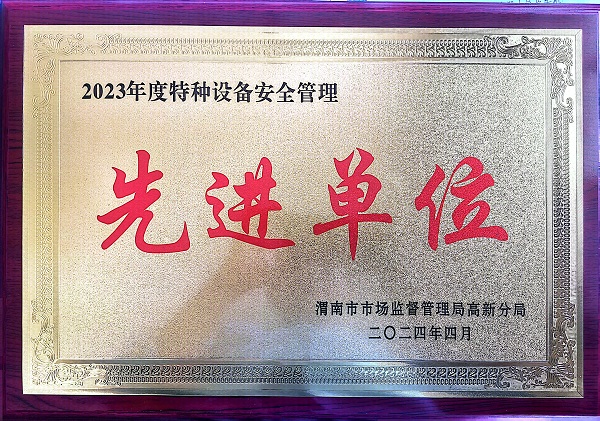 2023年度特种设备安全管理
先进单位
渭南市市场监督管理局高新分局
二〇二四年四月